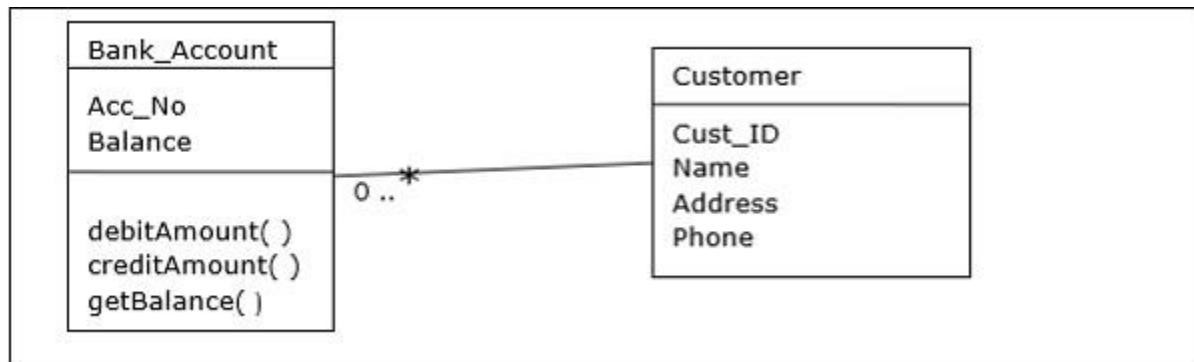 Bank_Account
Acc_No
Balance
debitAmount( )
creditAmount( )
getBalance( )
0 ..*
Customer
Cust_ID
Name
Address
Phone